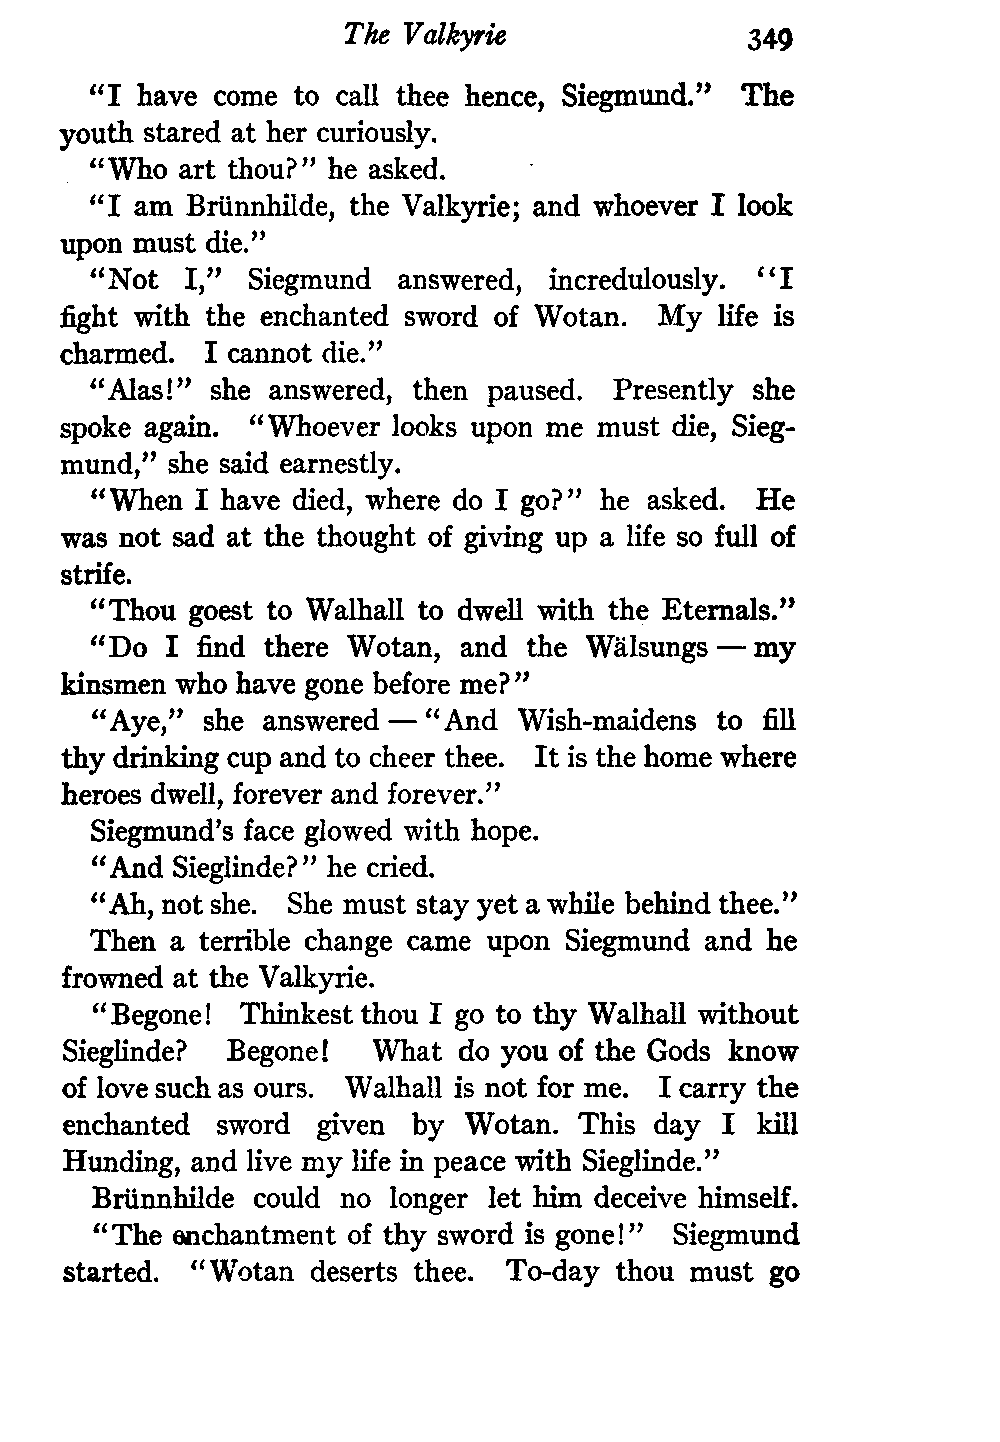 The Valkyrie 349
“I have come to call thee hence, Siegmund.” The
youth stared at her curiously.
“Who art thou?” he asked.
“I am Brünnhilde, the Valkyrie; and whoever I look
upon must die.”
“Not I,” Siegmund answered, incredulously. “I
fight with the enchanted sword of Wotan. My life is
charmed. I cannot die.”
“Alas!” she answered, then paused. Presently she
spoke again. “Whoever looks upon me must die, Sieg-
mund,” she said earnestly.
“When I have died, where do I go?” he asked. He
was not sad at the thought of giving up a life so full of
strife.
“Thou goest to Walhall to dwell with the Eternals.”
“Do I find there Wotan, and the Wälsungs — my
kinsmen who have gone before me?”
“Aye,” she answered — “And Wish-maidens to fill
thy drinking cup and to cheer thee. It is the home where
heroes dwell, forever and forever.”
Siegmund’s face glowed with hope.
“And Sieglinde?” he cried.
“Ah, not she. She must stay yet a while behind thee.”
Then a terrible change came upon Siegmund and he
frowned at the Valkyrie.
“Begone! Thinkest thou I go to thy Walhall without
Sieglinde? Begone! What do you of the Gods know
of love such as ours. Walhall is not for me. I carry the
enchanted sword given by Wotan. This day I kill
Hunding, and live my life in peace with Sieglinde.”
Brünnhilde could no longer let him deceive himself.
“The enchantment of thy sword is gone!” Siegmund
started. “Wotan deserts thee. To-day thou must go